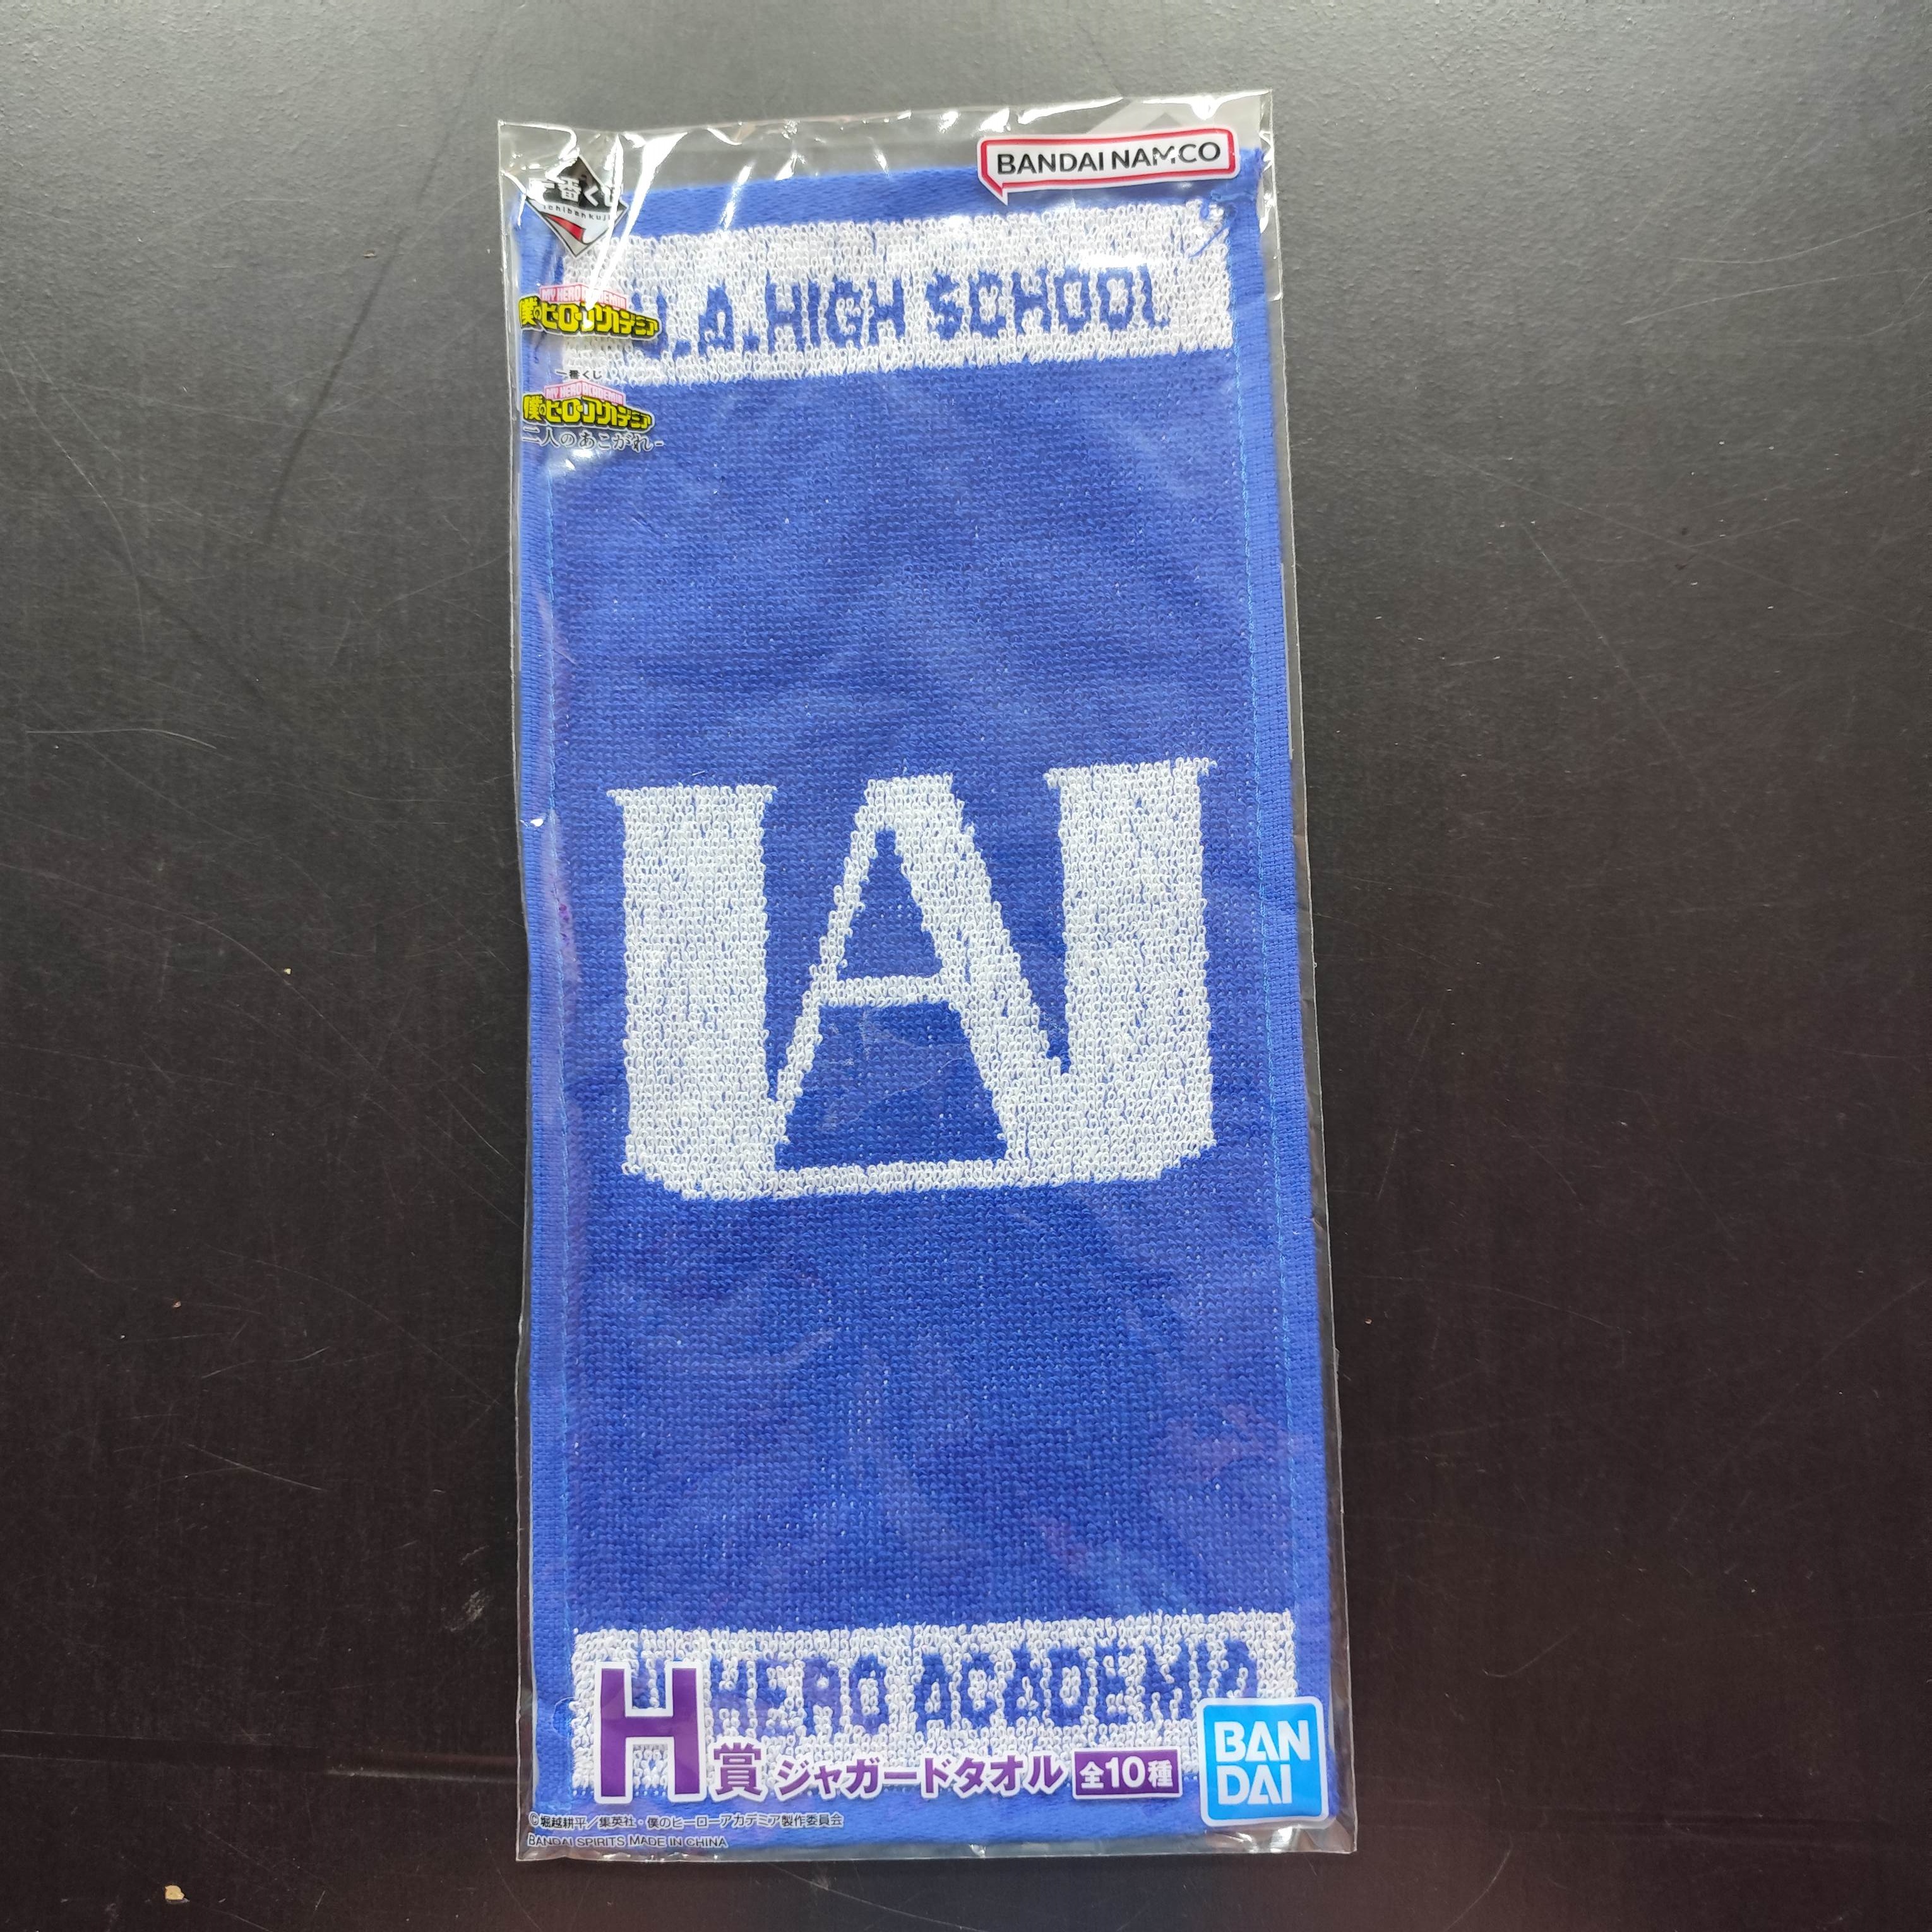 BANDAI NAMCO
一番くじ
ichibankuji
U.A.HIGH SCHOOL
MY HERO ACADEMIA
僕のヒーローアカデミア
一番くじ
MY HERO ACADEMIA
僕のヒーローアカデミア
二人のあこがれ-
UA
HERO ACADEMIA
H賞 ジャガードタオル 全10種
BAN
DAI
©堀越耕平/集英社・僕のヒーローアカデミア製作委員会
BANDAI SPIRITS MADE IN CHINA